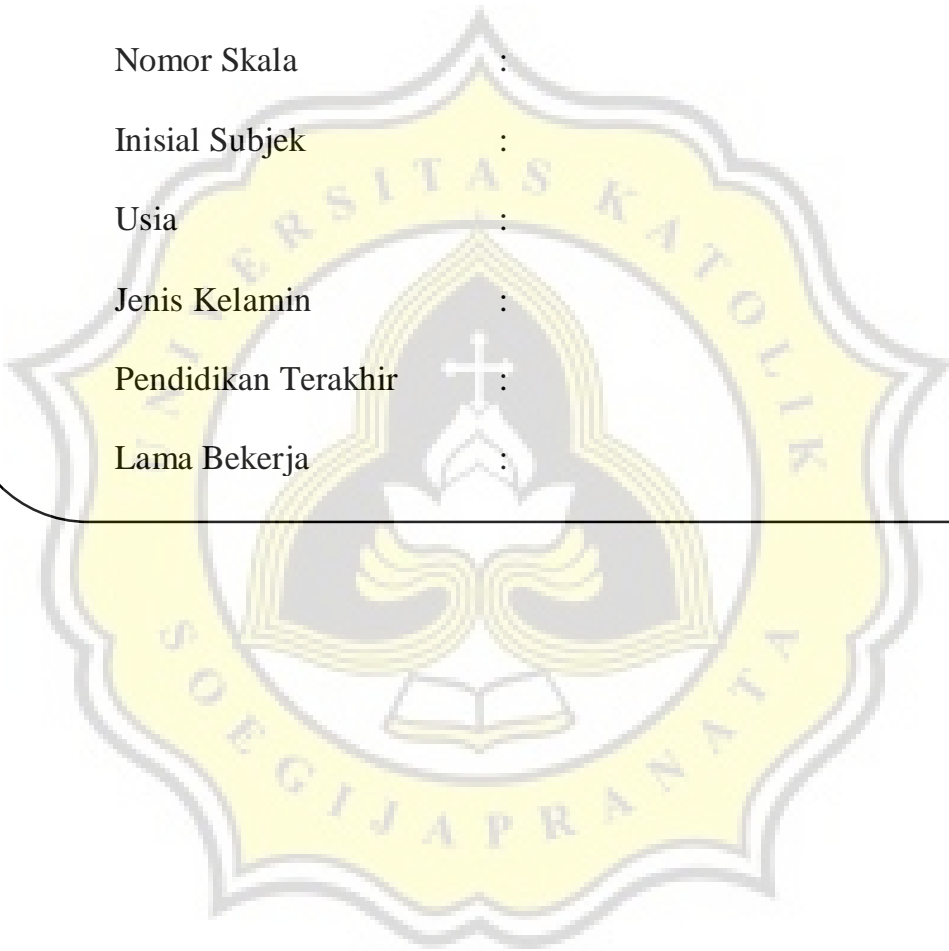 Nomor Skala :
Inisial Subjek :
Usia :
Jenis Kelamin :
Pendidikan Terakhir :
Lama Bekerja :
UNIVERSITAS KATOLIK
SOEGIJAPRANATA